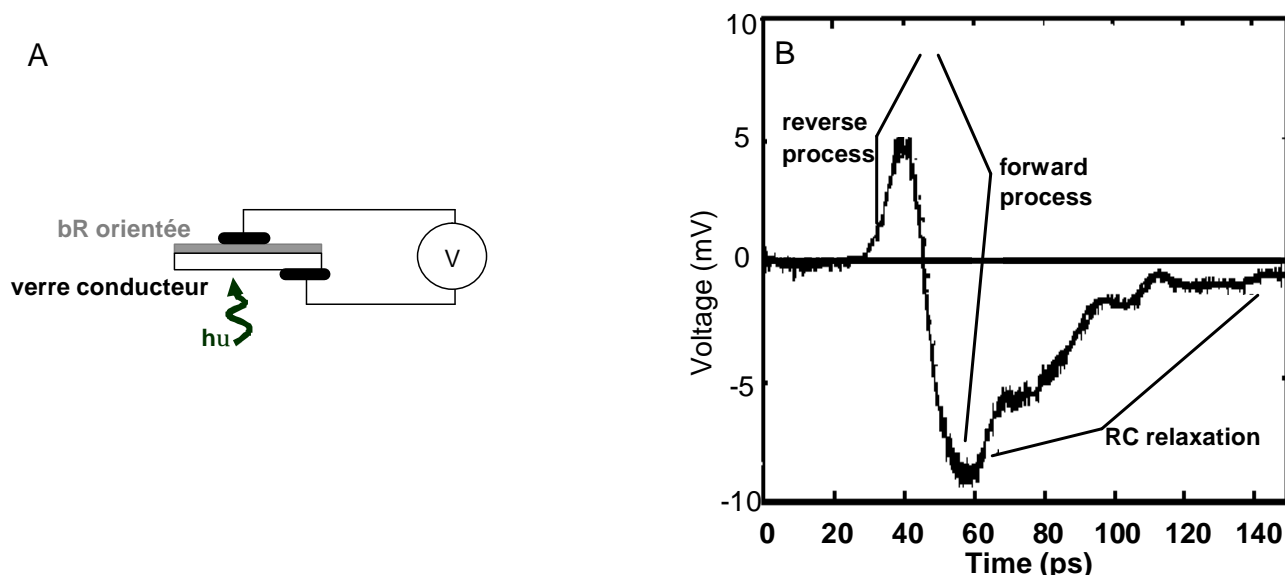 A
bR orientée
verre conducteur
hυ
V
B
10
5
0
-5
-10
Voltage (mV)
reverse
process
forward
process
RC relaxation
0 20 40 60 80 100 120 140
Time (ps)